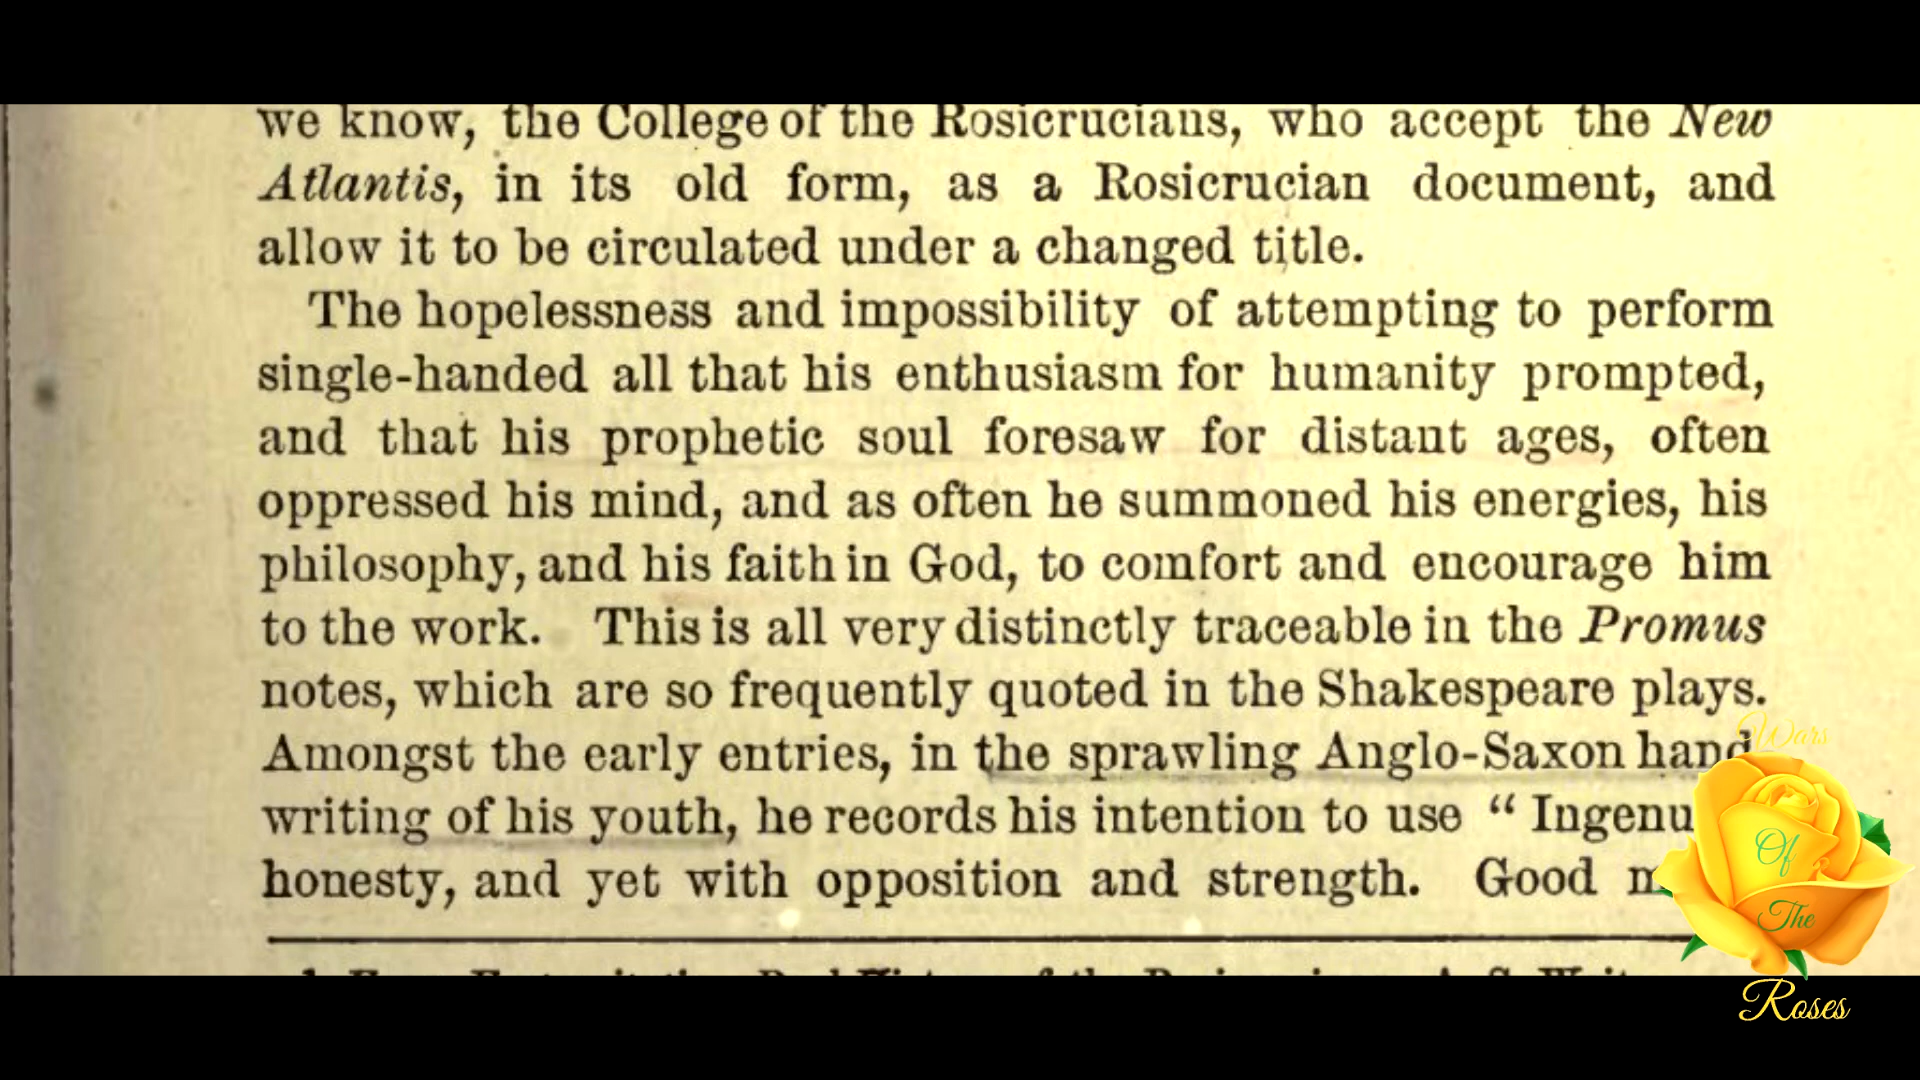 we know, the College of the Rosicrucians, who accept the New
Atlantis, in its old form, as a Rosicrucian document, and
allow it to be circulated under a changed title.
The hopelessness and impossibility of attempting to perform
single-handed all that his enthusiasm for humanity prompted,
and that his prophetic soul foresaw for distant ages, often
oppressed his mind, and as often he summoned his energies, his
philosophy, and his faith in God, to comfort and encourage him
to the work. This is all very distinctly traceable in the Promus
notes, which are so frequently quoted in the Shakespeare plays.
Amongst the early entries, in the sprawling Anglo-Saxon hand
writing of his youth, he records his intention to use “ Ingenu
honesty, and yet with opposition and strength. Good
Wars
Of
The
Roses